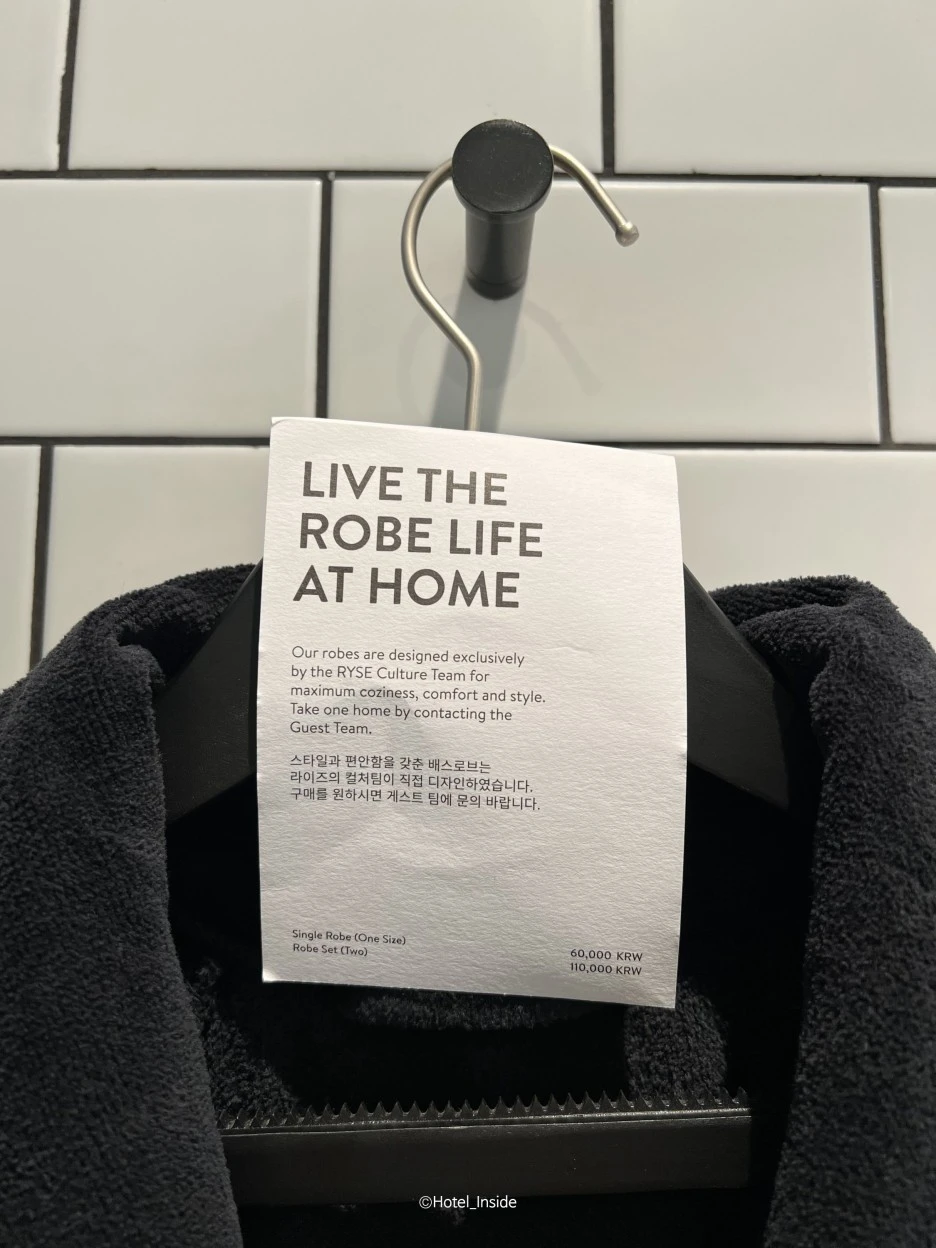 LIVE THE
ROBE LIFE
AT HOME
Our robes are designed exclusively
by the RYSE Culture Team for
maximum coziness, comfort and style.
Take one home by contacting the
Guest Team.
스타일과 편안함을 갖춘 배스로브는
라이즈의 컬처팀이 직접 디자인하였습니다.
구매를 원하시면 게스트 팀에 문의 바랍니다.
Single Robe (One Size) 60,000 KRW
Robe Set (Two) 110,000 KRW
©Hotel_Inside